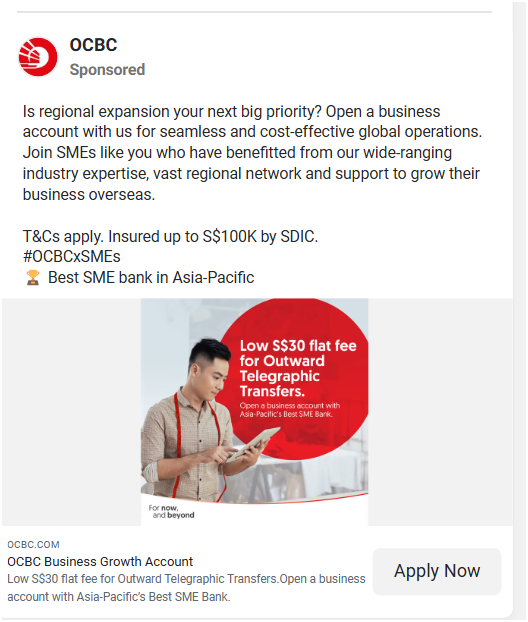 OCBC
Sponsored
Is regional expansion your next big priority? Open a business
account with us for seamless and cost-effective global operations.
Join SMEs like you who have benefitted from our wide-ranging
industry expertise, vast regional network and support to grow their
business overseas.
T&Cs apply. Insured up to S$100K by SDIC.
#OCBCxSMEs
🏆 Best SME bank in Asia-Pacific
Low S$30 flat fee
for Outward
Telegraphic
Transfers.
Open a business account with
Asia-Pacific's Best SME Bank.
For now,
and beyond
OCBC.COM
OCBC Business Growth Account
Low S$30 flat fee for Outward Telegraphic Transfers.Open a business
account with Asia-Pacific's Best SME Bank.
Apply Now